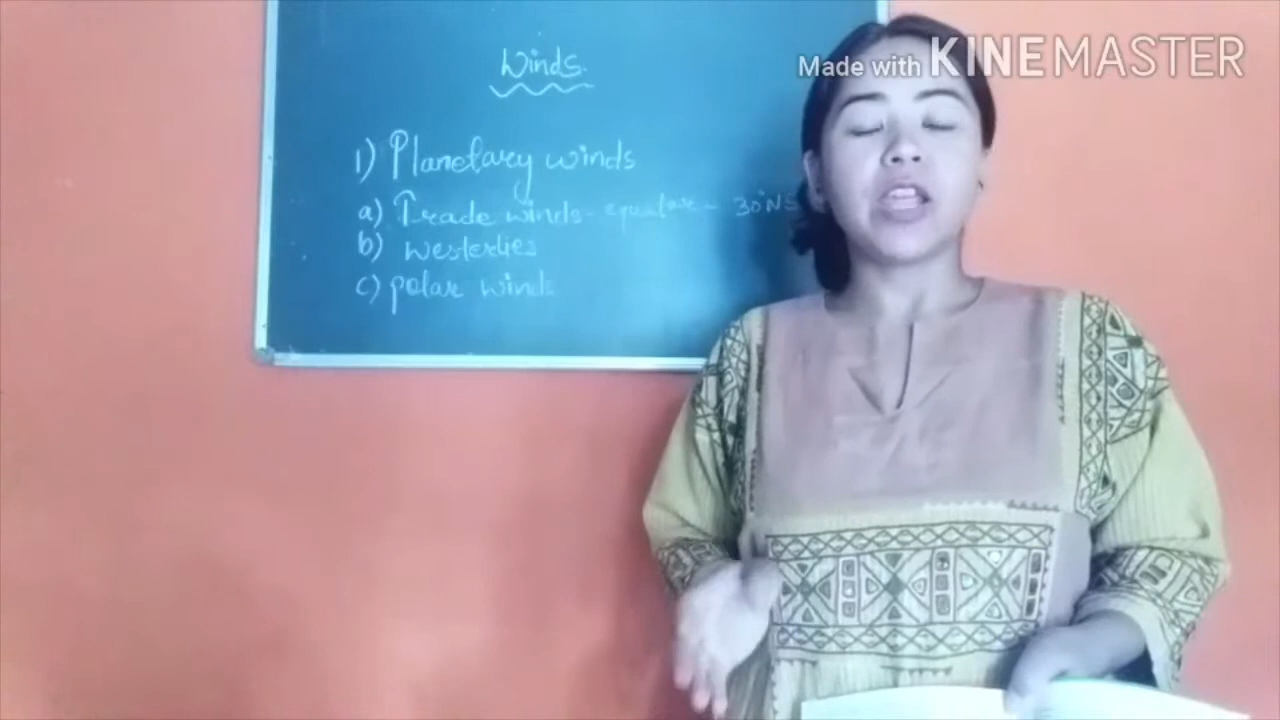 Made with KINEMASTER
Winds.
1) Planetary winds
a) Trade winds - equator - 30°NS
b) westerlies
c) polar winds